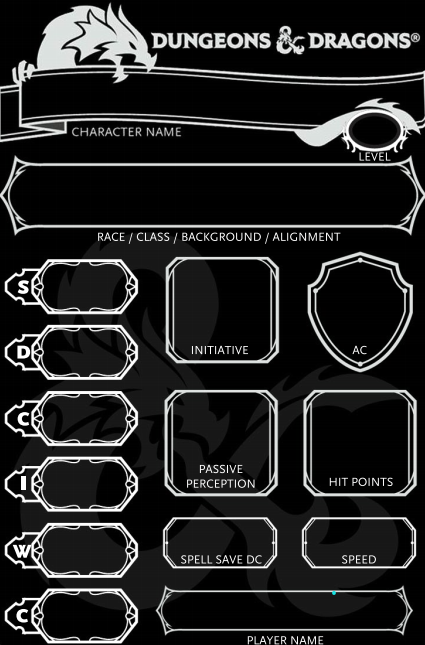 DUNGEONS & DRAGONS®
CHARACTER NAME
LEVEL
RACE / CLASS / BACKGROUND / ALIGNMENT
S
INITIATIVE
AC
D
C
PASSIVE
PERCEPTION
HIT POINTS
I
W
SPELL SAVE DC
SPEED
C
PLAYER NAME